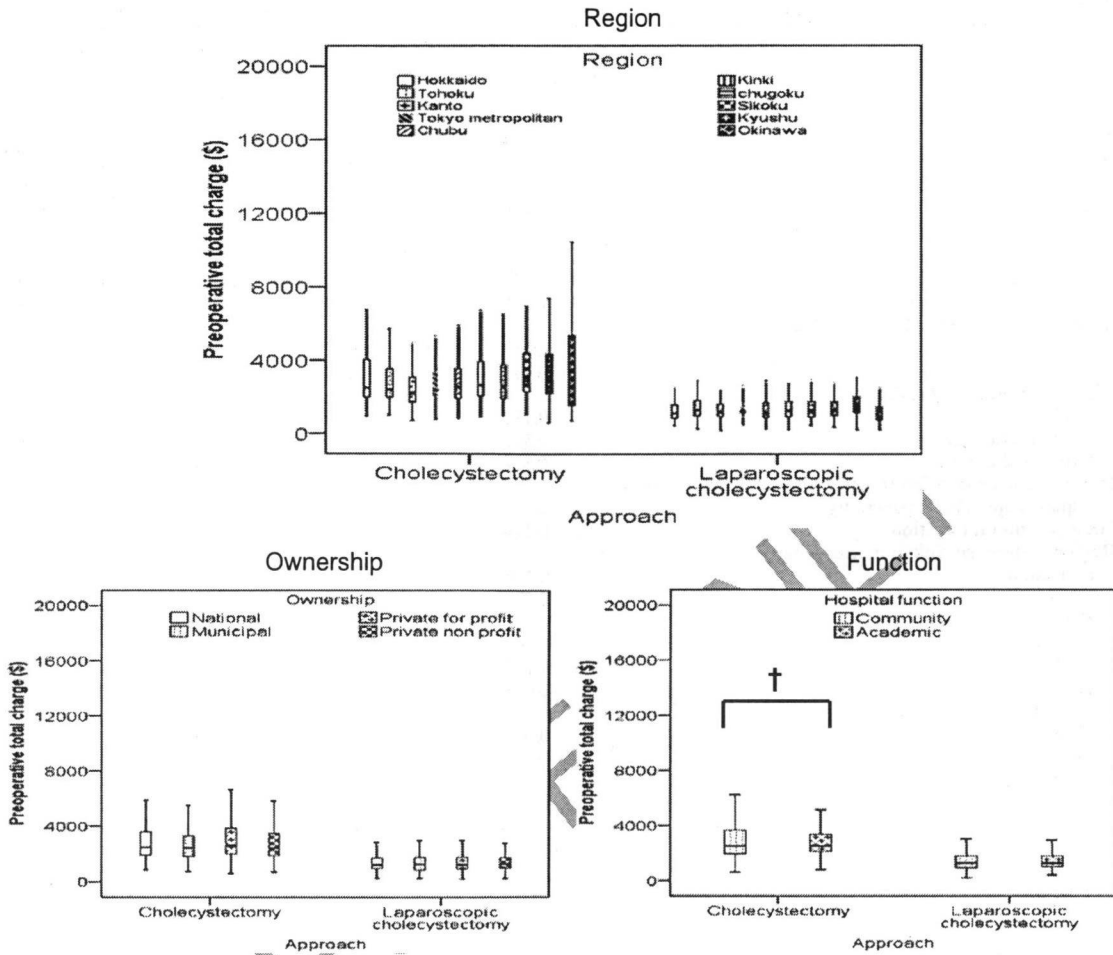 Region
Region
Hokkaido
Tohoku
Kanto
Tokyo metropolitan
Chubu
Kinki
chugoku
Sikoku
Kyushu
Okinawa
Preoperative total charge ($)
20000
16000
12000
8000
4000
0
Cholecystectomy
Laparoscopic
cholecystectomy
Approach
Ownership
Ownership
National
Municipal
Private for profit
Private non profit
Preoperative total charge ($)
20000
16000
12000
8000
4000
0
Cholecystectomy
Laparoscopic
cholecystectomy
Approach
Function
Hospital function
Community
Academic
†
Preoperative total charge ($)
20000
16000
12000
8000
4000
0
Cholecystectomy
Laparoscopic
cholecystectomy
Approach